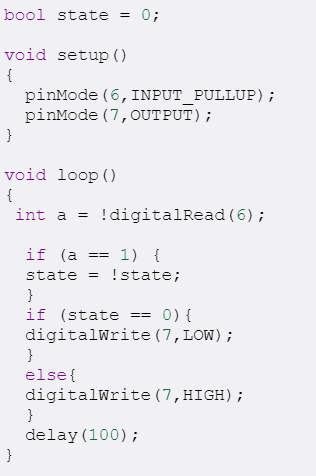 bool state = 0;

void setup()
{
  pinMode(6,INPUT_PULLUP);
  pinMode(7,OUTPUT);
}

void loop()
{
 int a = !digitalRead(6);

  if (a == 1) {
  state = !state;
  }
  if (state == 0){
  digitalWrite(7,LOW);
  }
  else{
  digitalWrite(7,HIGH);
  }
  delay(100);
}